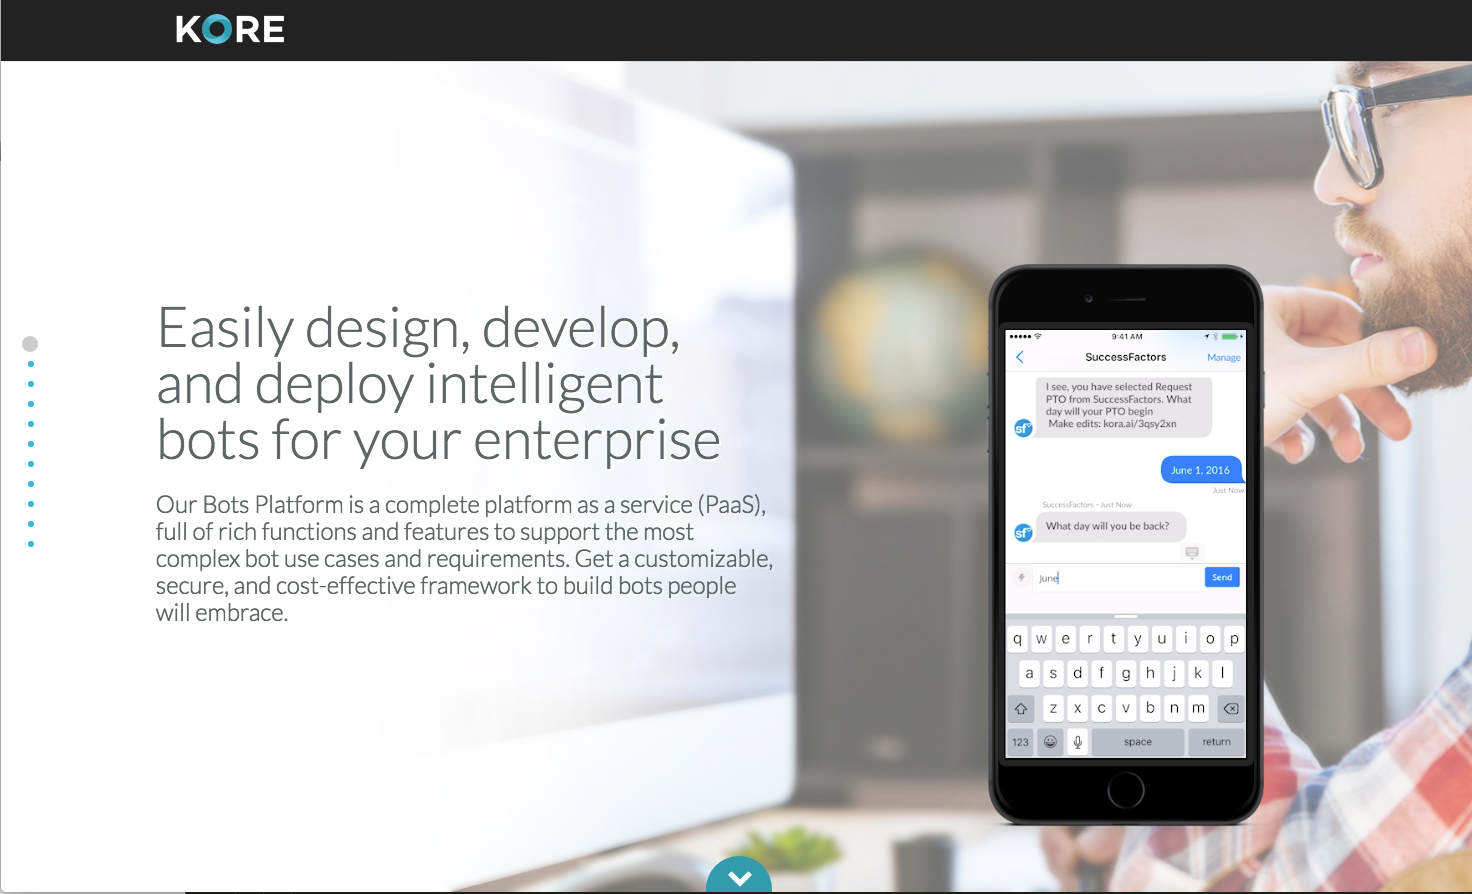 KORE
Easily design, develop,
and deploy intelligent
bots for your enterprise
Our Bots Platform is a complete platform as a service (PaaS),
full of rich functions and features to support the most
complex bot use cases and requirements. Get a customizable,
secure, and cost-effective framework to build bots people
will embrace.
9:41 AM
SuccessFactors
Manage
I see, you have selected Request
PTO from SuccessFactors. What
day will your PTO begin
Make edits: kora.ai/3qsy2xn
sf
June 1, 2016
Just Now
SuccessFactors • Just Now
What day will you be back?
sf
June
Send
q w e r t y u i o p
a s d f g h j k l
z x c v b n m
123 space return